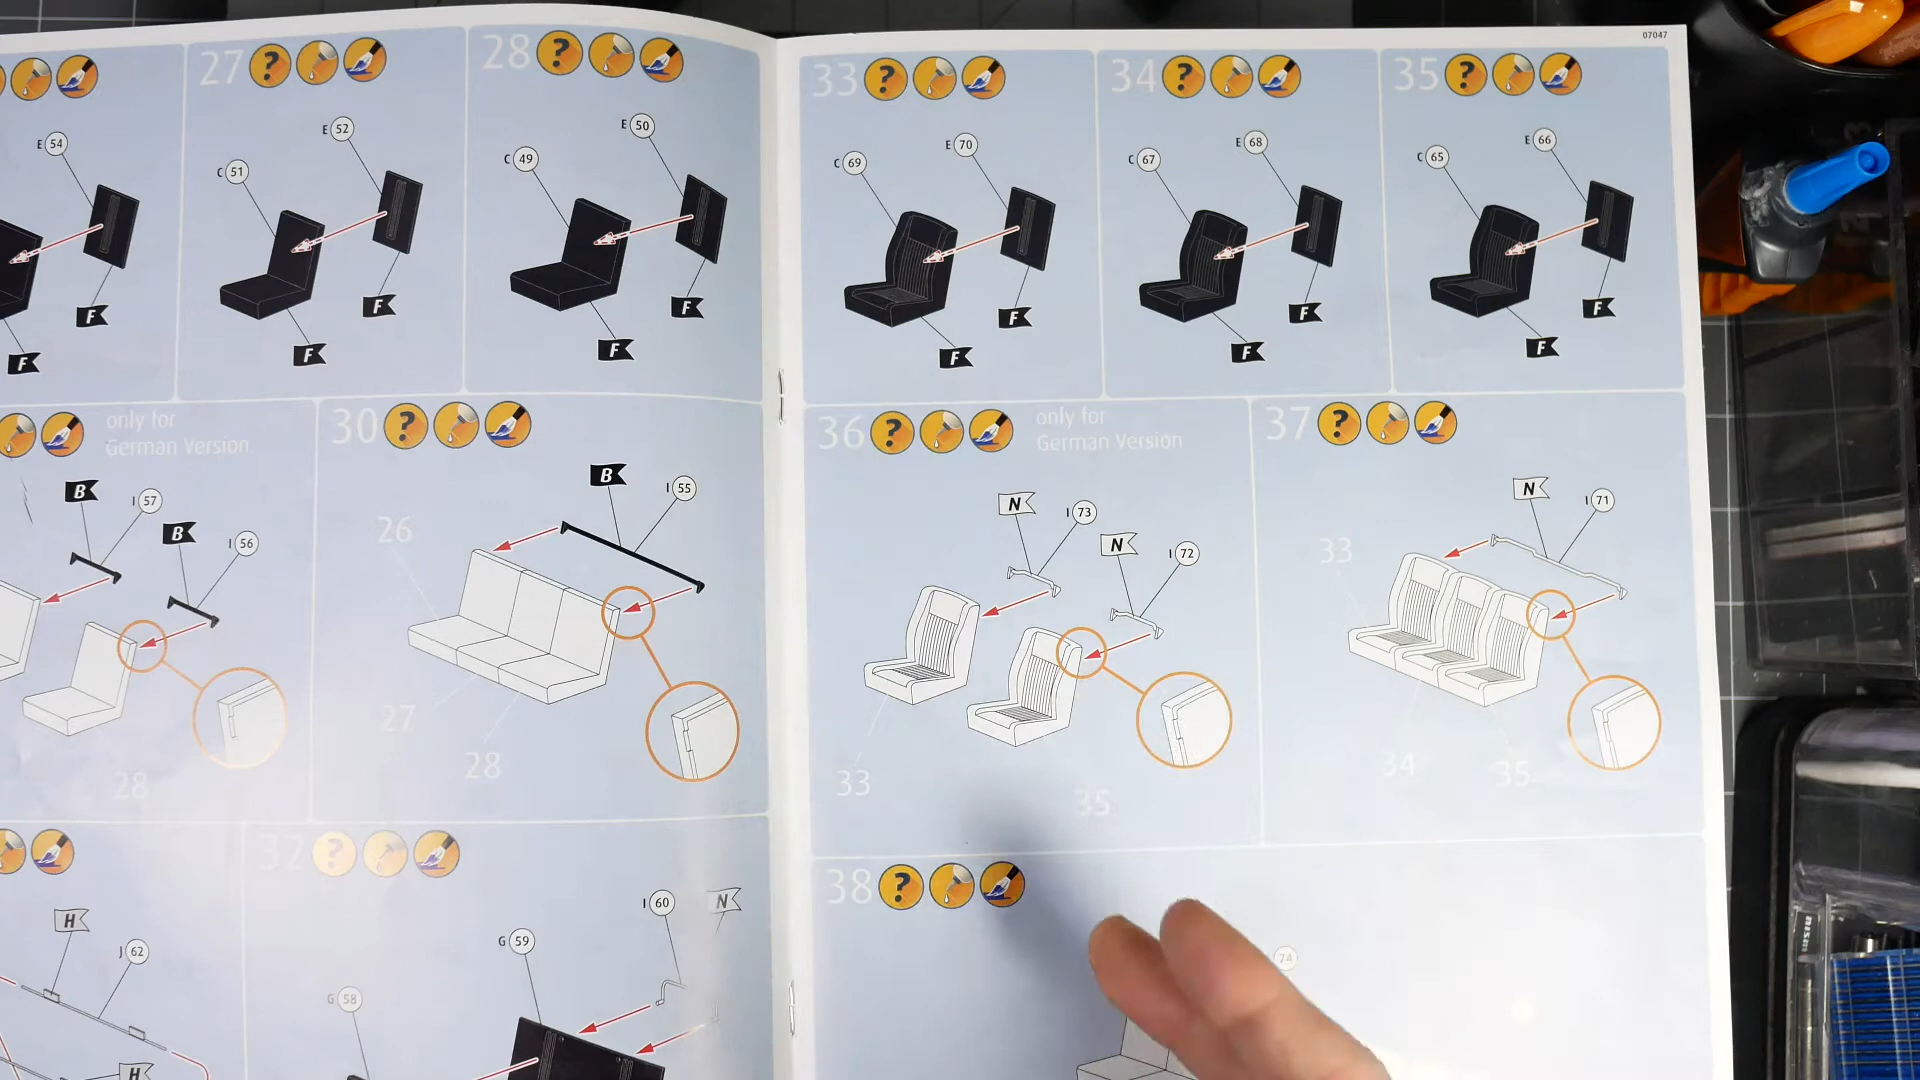 07047
27
28
E 54
C 51
E 52
C 49
E 50
F
F
F
F
F
F
only for
German Version
B
I 57
B
I 56
28
30
B
I 55
26
27
28
H
J 62
H
32
G 58
G 59
I 60
N
33
34
35
C 69
E 70
C 67
E 68
C 65
E 66
F
F
F
F
F
F
36
only for
German Version
N
I 73
N
I 72
33
35
37
N
I 71
33
34
35
38
74